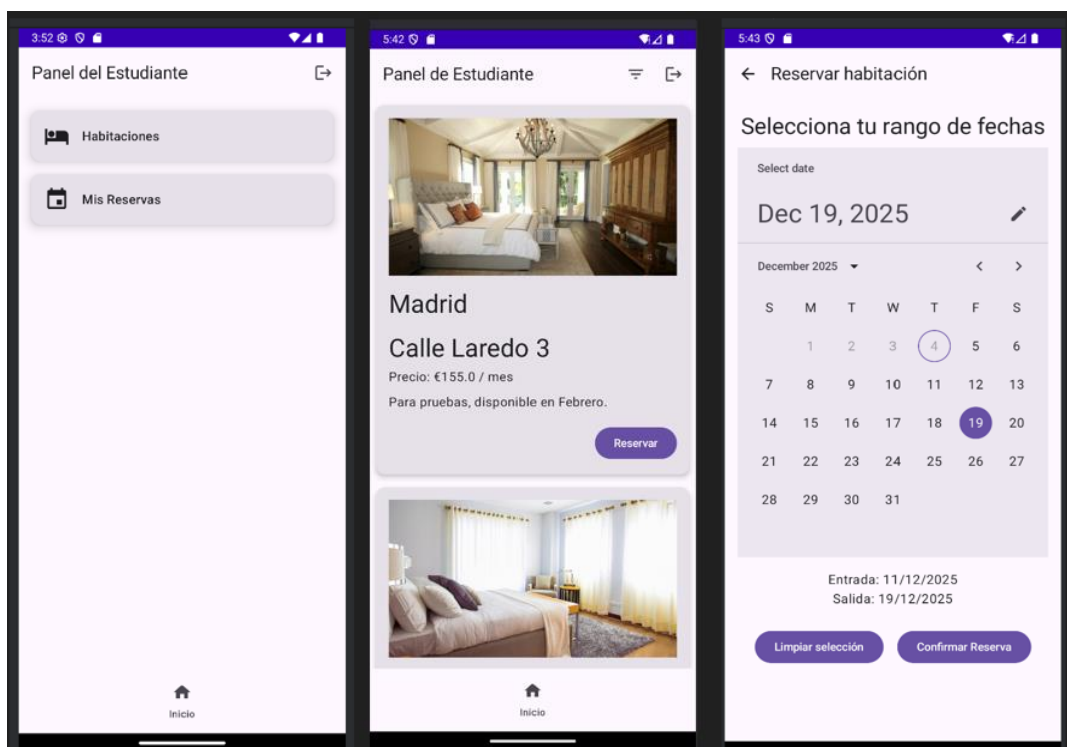 3:52
Panel del Estudiante
Habitaciones
Mis Reservas
Inicio
5:42
Panel de Estudiante
Madrid
Calle Laredo 3
Precio: €155.0 / mes
Para pruebas, disponible en Febrero.
Reservar
Inicio
5:43
Reservar habitación
Selecciona tu rango de fechas
Select date
Dec 19, 2025
December 2025
S M T W T F S
1 2 3 4 5 6
7 8 9 10 11 12 13
14 15 16 17 18 19 20
21 22 23 24 25 26 27
28 29 30 31
Entrada: 11/12/2025
Salida: 19/12/2025
Limpiar selección Confirmar Reserva